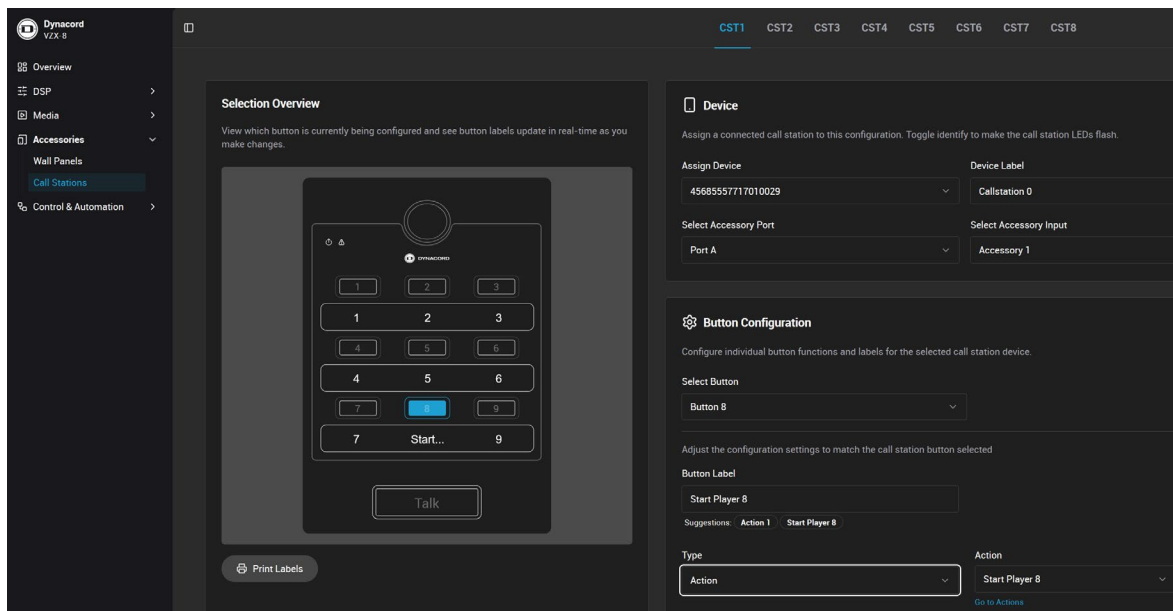 Dynacord
VZX-8
CST1 CST2 CST3 CST4 CST5 CST6 CST7 CST8
Overview
DSP
Media
Accessories
Wall Panels
Call Stations
Control & Automation
Selection Overview
View which button is currently being configured and see button labels update in real-time as you
make changes.
DYNACORD
1 2 3
1 2 3
4 5 6
4 5 6
7 8 9
7 Start... 9
Talk
Print Labels
Device
Assign a connected call station to this configuration. Toggle identify to make the call station LEDs flash.
Assign Device Device Label
45685557717010029 Callstation 0
Select Accessory Port Select Accessory Input
Port A Accessory 1
Button Configuration
Configure individual button functions and labels for the selected call station device.
Select Button
Button 8
Adjust the configuration settings to match the call station button selected
Button Label
Start Player 8
Suggestions: Action 1 Start Player 8
Type Action
Action Start Player 8
Go to Actions